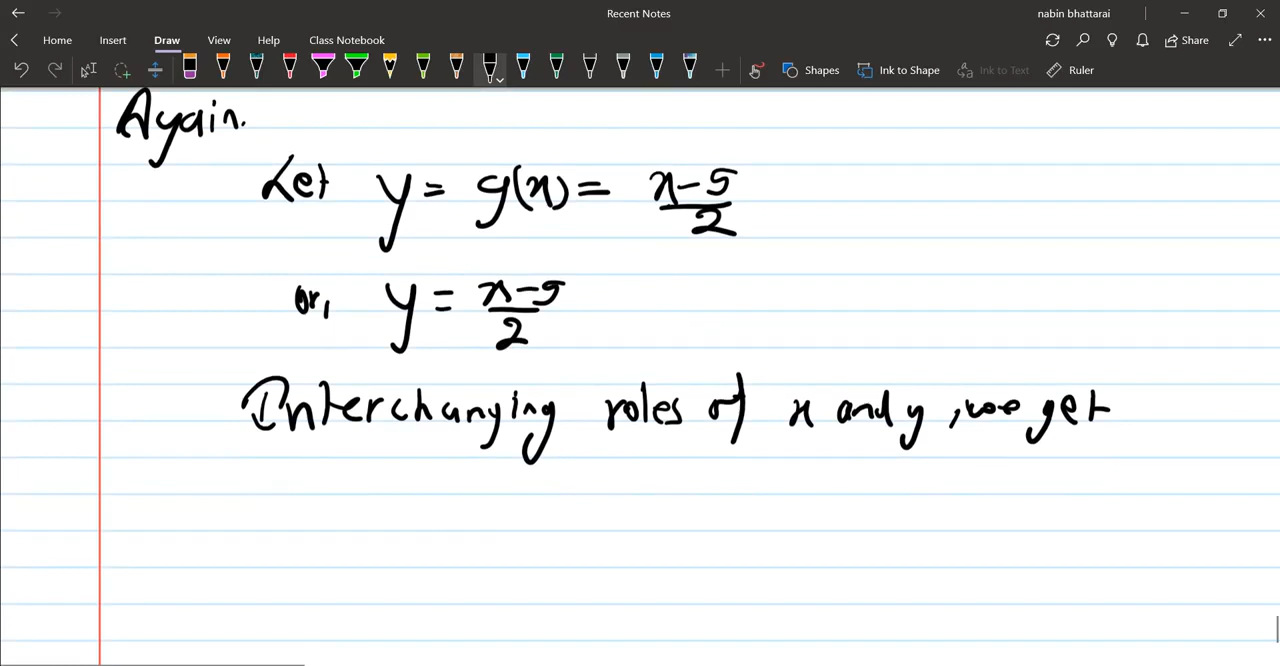 Recent Notes
nabin bhattarai
Home Insert Draw View Help Class Notebook
Share
Shapes Ink to Shape Ink to Text Ruler
Again.
Let y = g(x) = x-5/2
or, y = x-5/2
Interchanging roles of x and y, we get